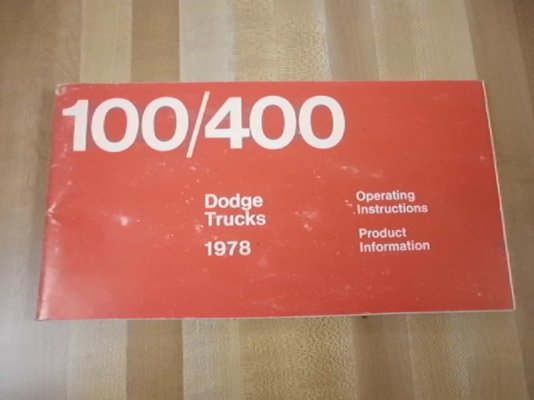 100/400
Dodge
Trucks
1978
Operating
Instructions
Product
Information